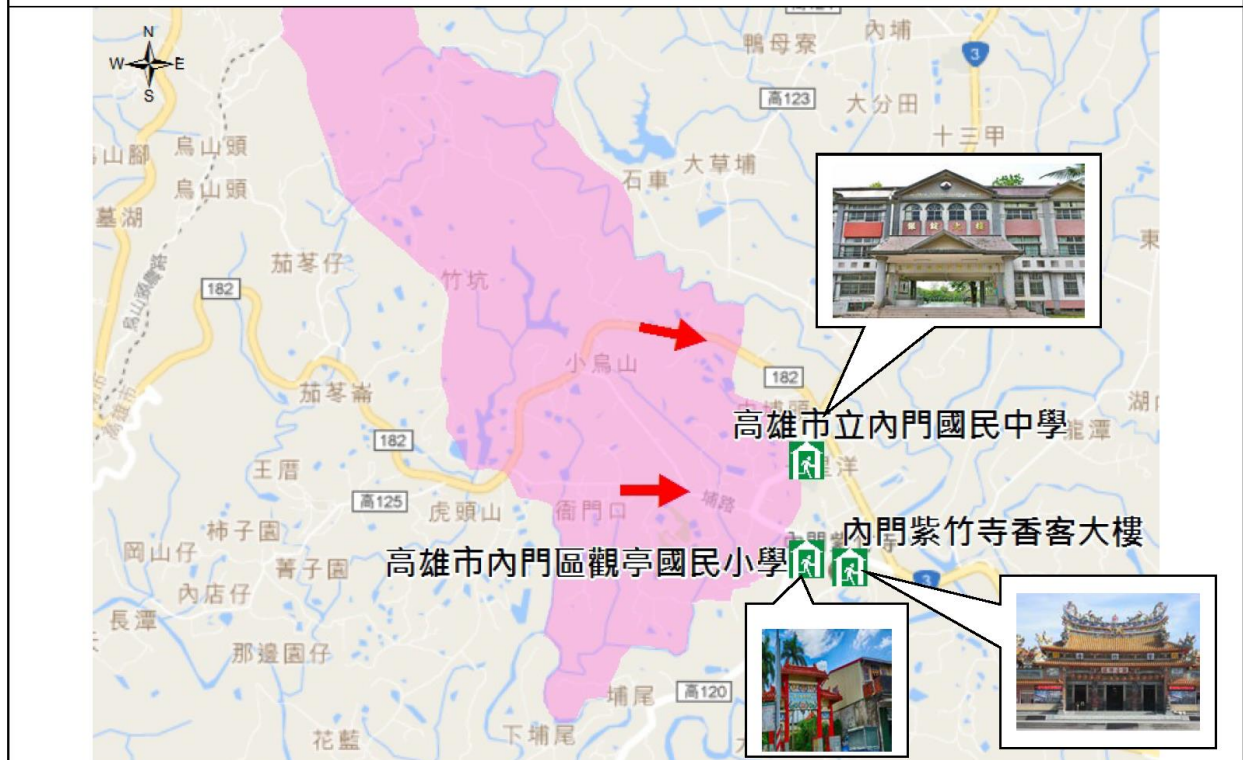 N
W E
S
鴨母寮
內埔
3
高123
大分田
十三甲
烏山頭
大草埔
石車
烏山頭
墓湖
東
茄苳仔
竹坑
182
小烏山
182
茄苳崙
高雄市立內門國民中學
龍潭
182
王厝
高125
虎頭山
衙門口
埔路
柿子園
岡山仔
菁子園
高雄市內門區觀亭國民小學
內門紫竹寺香客大樓
3
內店仔
長潭
那邊園仔
埔尾
高120
花藍
下埔尾